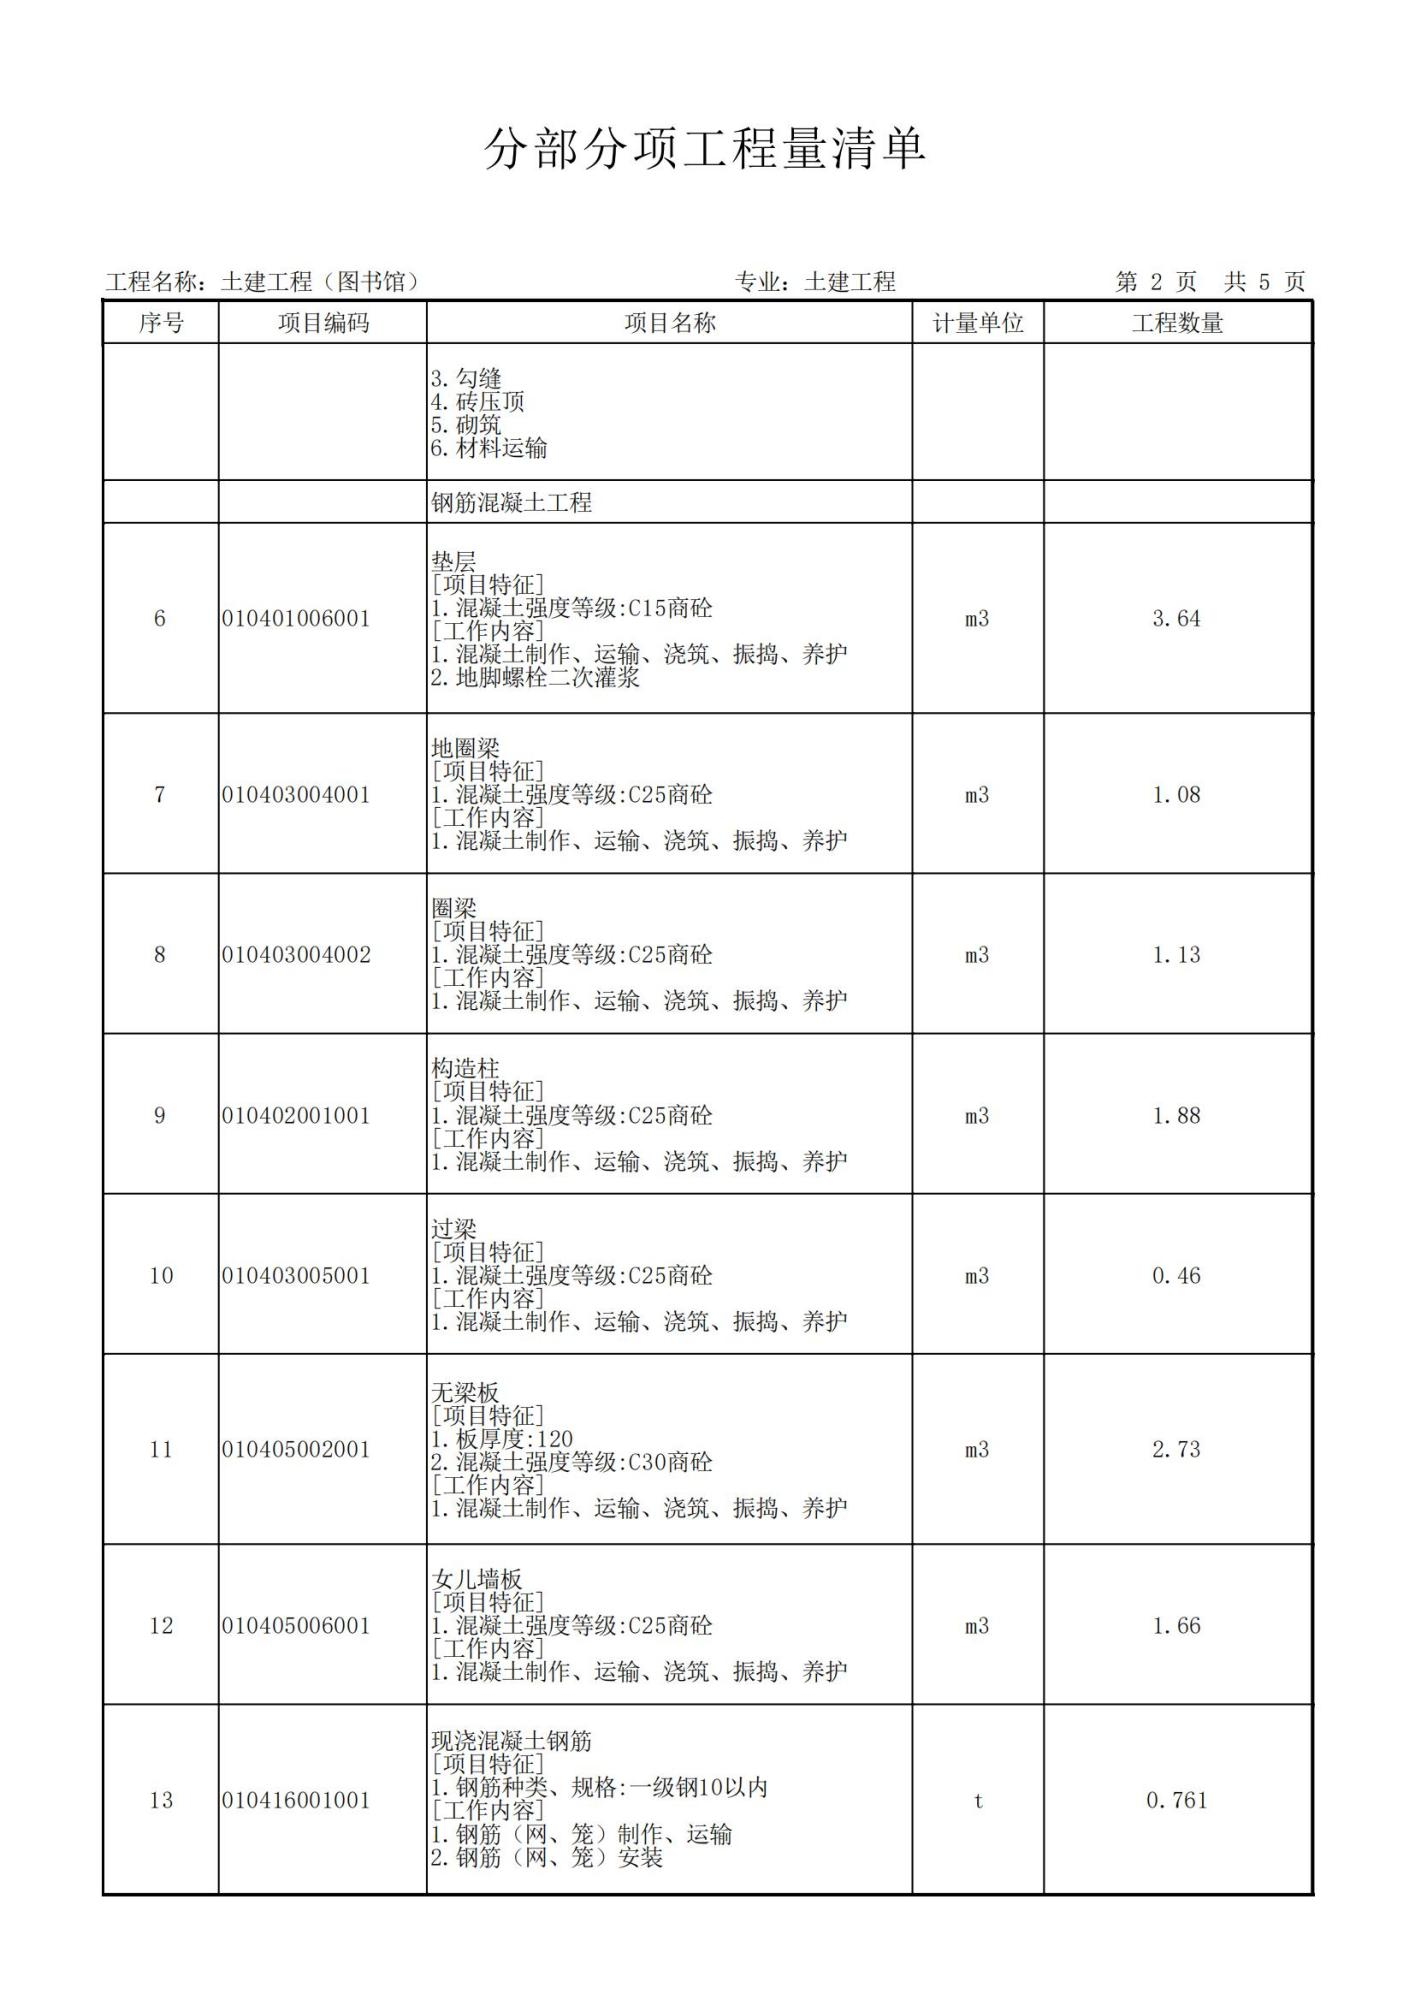 分部分项工程量清单
工程名称：土建工程（图书馆） 专业：土建工程 第 2 页 共 5 页
序号 项目编码 项目名称 计量单位 工程数量
3.勾缝
4.砖压顶
5.砌筑
6.材料运输
钢筋混凝土工程
垫层
[项目特征]
1.混凝土强度等级:C15商砼
[工作内容]
1.混凝土制作、运输、浇筑、振捣、养护
2.地脚螺栓二次灌浆
6 010401006001 m3 3.64
地圈梁
[项目特征]
1.混凝土强度等级:C25商砼
[工作内容]
1.混凝土制作、运输、浇筑、振捣、养护
7 010403004001 m3 1.08
圈梁
[项目特征]
1.混凝土强度等级:C25商砼
[工作内容]
1.混凝土制作、运输、浇筑、振捣、养护
8 010403004002 m3 1.13
构造柱
[项目特征]
1.混凝土强度等级:C25商砼
[工作内容]
1.混凝土制作、运输、浇筑、振捣、养护
9 010402001001 m3 1.88
过梁
[项目特征]
1.混凝土强度等级:C25商砼
[工作内容]
1.混凝土制作、运输、浇筑、振捣、养护
10 010403005001 m3 0.46
无梁板
[项目特征]
1.板厚度:120
2.混凝土强度等级:C30商砼
[工作内容]
1.混凝土制作、运输、浇筑、振捣、养护
11 010405002001 m3 2.73
女儿墙板
[项目特征]
1.混凝土强度等级:C25商砼
[工作内容]
1.混凝土制作、运输、浇筑、振捣、养护
12 010405006001 m3 1.66
现浇混凝土钢筋
[项目特征]
1.钢筋种类、规格:一级钢10以内
[工作内容]
1.钢筋（网、笼）制作、运输
2.钢筋（网、笼）安装
13 010416001001 t 0.761